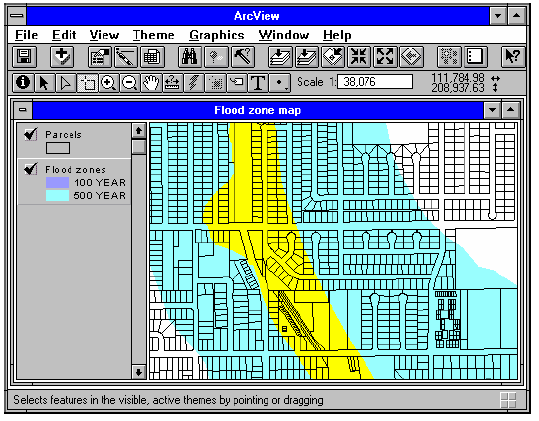 ArcView
File Edit View Theme Graphics Window Help
Scale 1: 38,076
111,784.98
208,937.63
Flood zone map
Parcels
Flood zones
100 YEAR
500 YEAR
Selects features in the visible, active themes by pointing or dragging